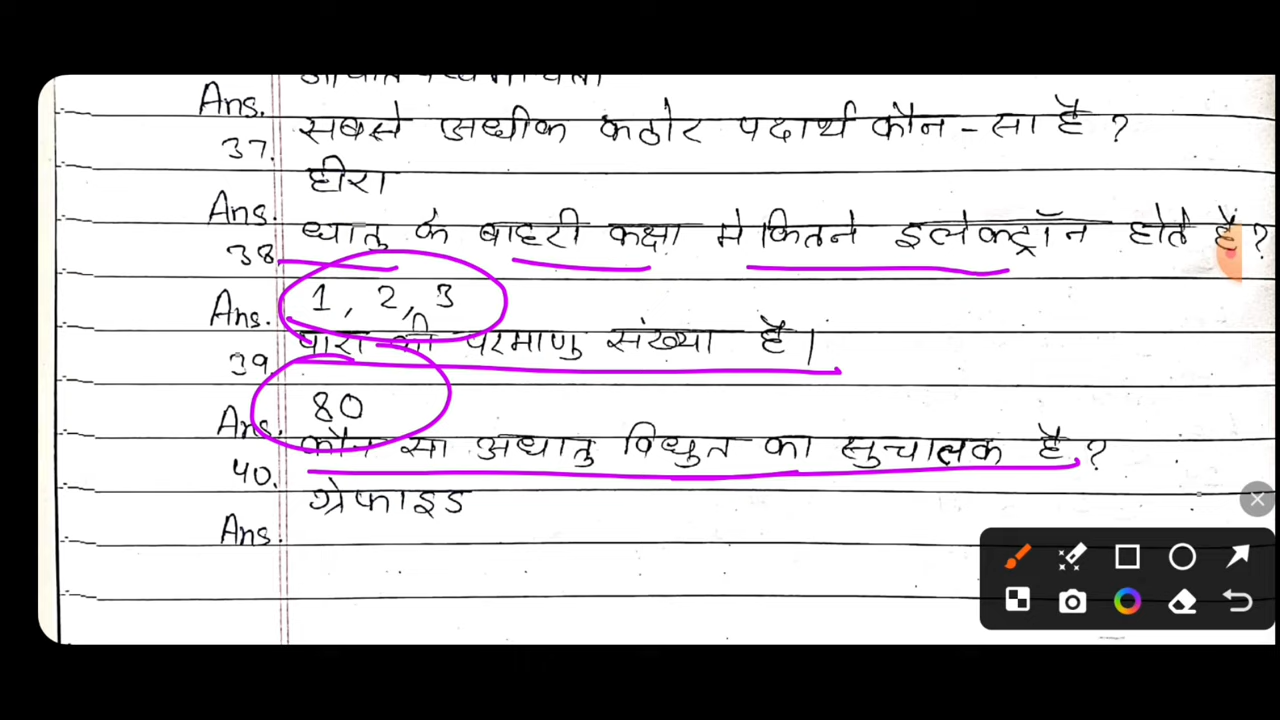 Ans.
37. सबसे अधीक कठोर पदार्थ कौन-सा है ?
Ans. हीरा
38. ध्यातु के बाहरी कक्षा मे कितने इलेक्ट्रॉन होते है ?
Ans. 1, 2, 3
39. पारा की परमाणु संख्या है।
Ans. 80
40. कौन सा अधातु विधुत का सुचालक है ?
Ans. ग्रेफाइड